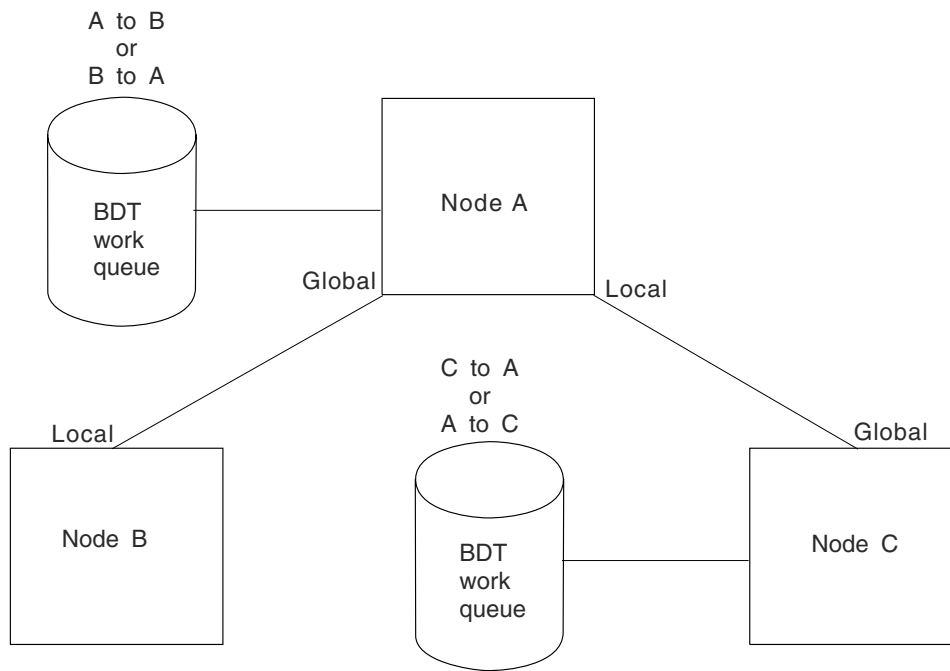 A to B
or
B to A
BDT
work
queue
Node A
Global
Local
C to A
or
A to C
Local
Global
Node B
BDT
work
queue
Node C